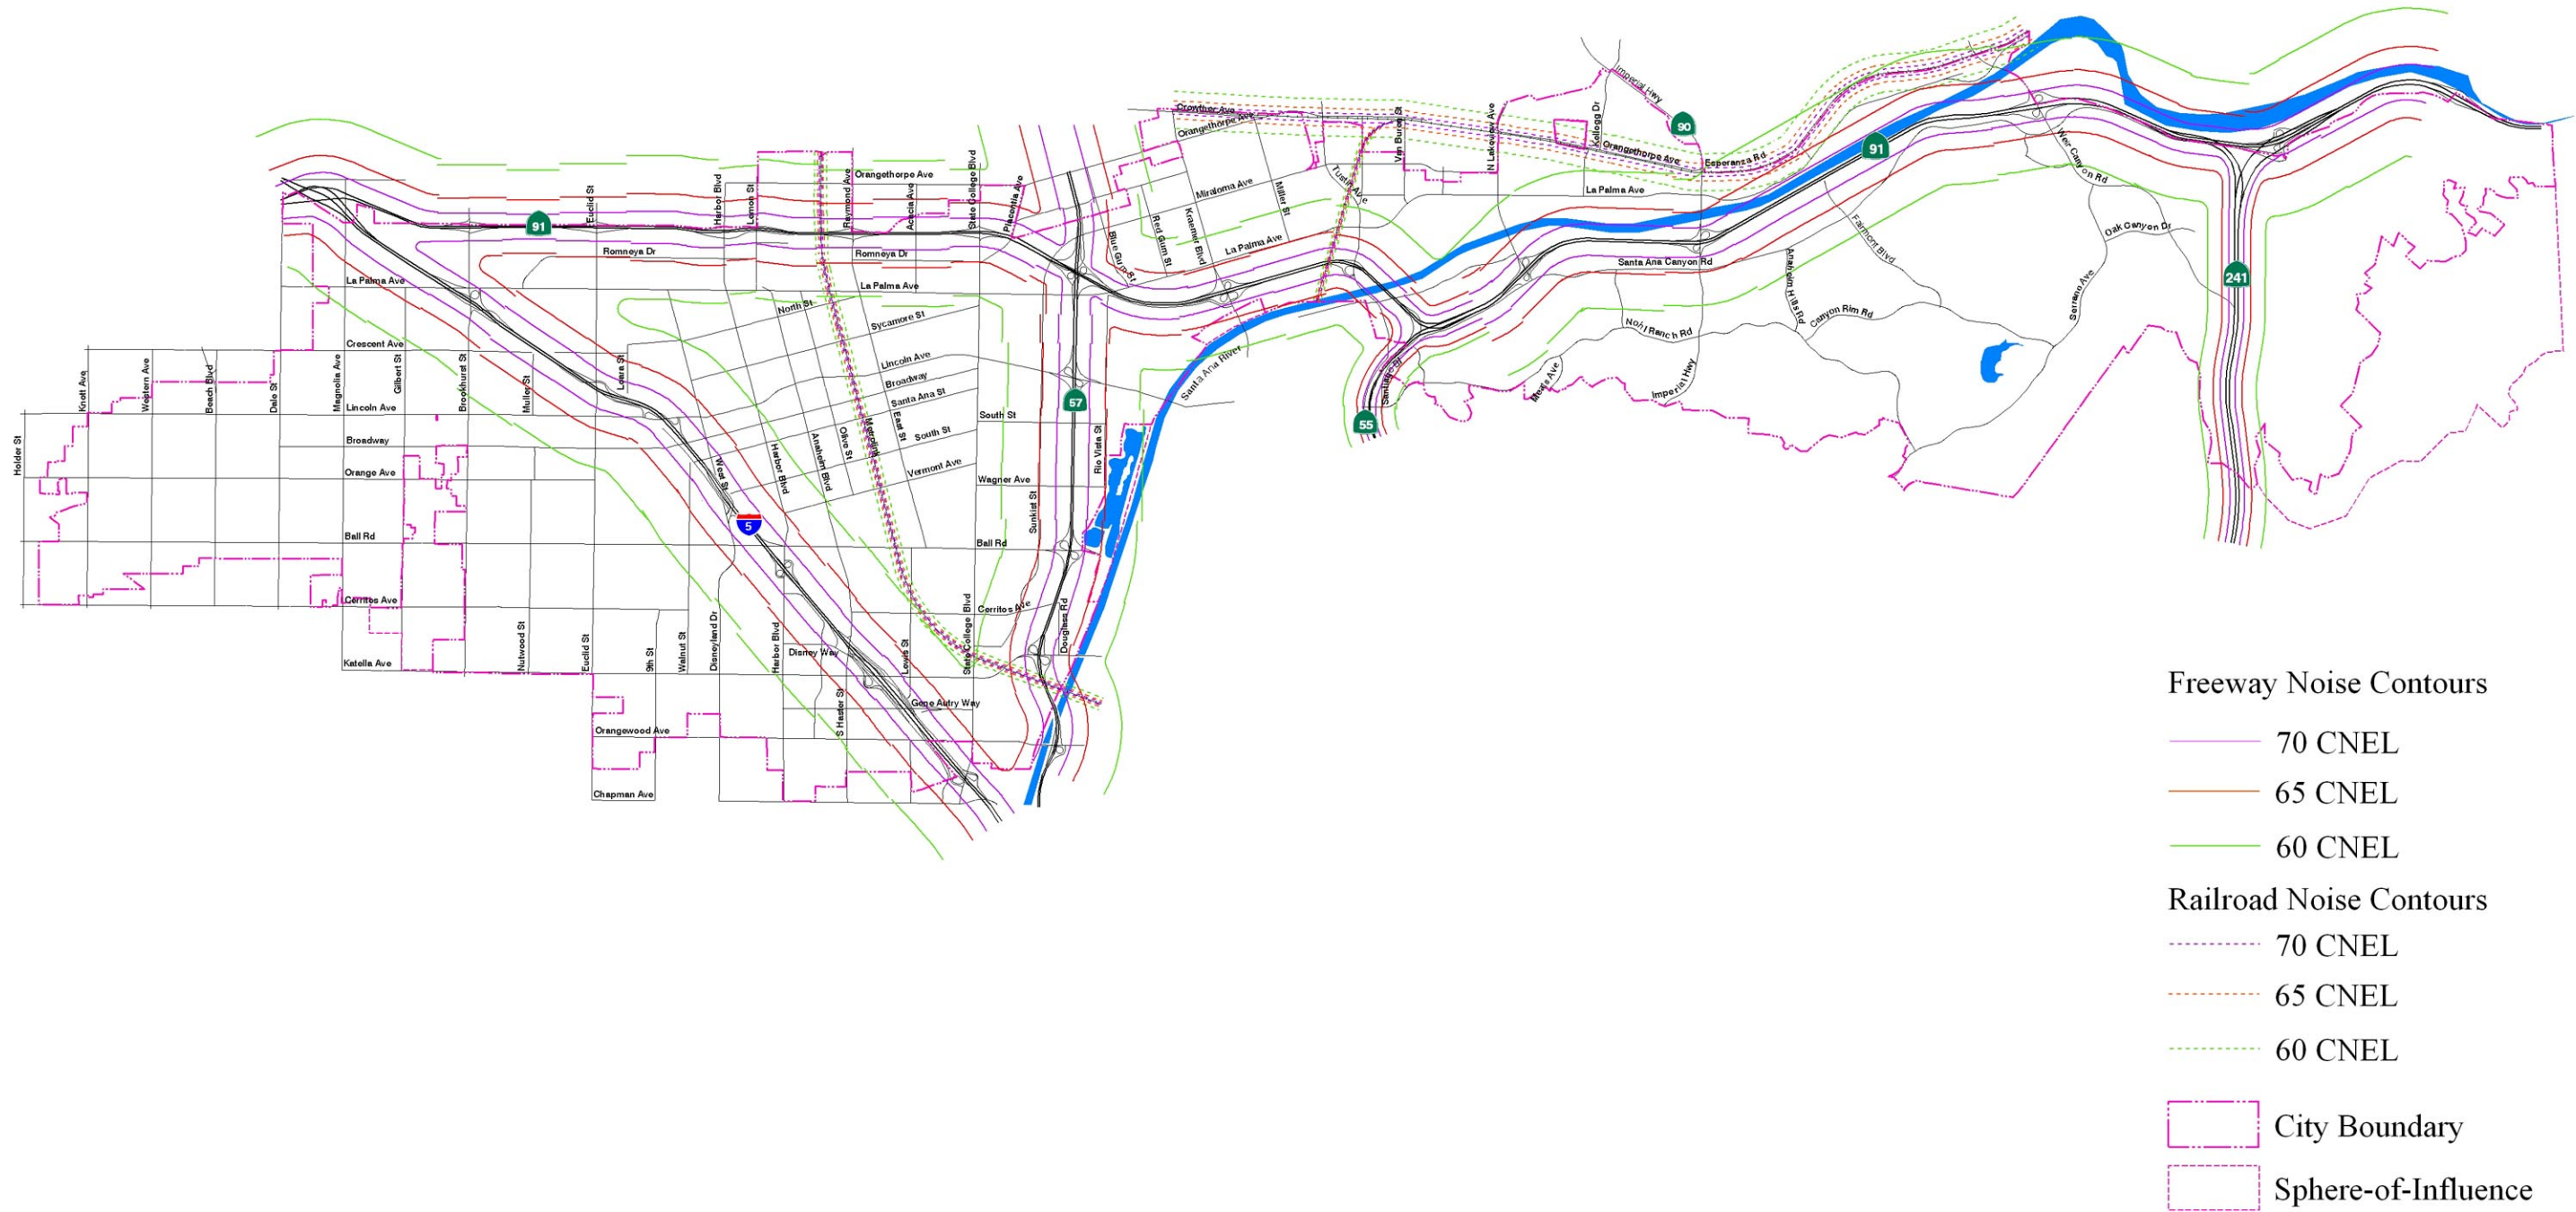 Imperial Hwy
90
Crowther Ave
Orangethorpe Ave
Van Buren St
N Lakeview Ave
Kellogg Dr
Orangethorpe Ave
Esperanza Rd
91
Weir Canyon Rd
State College Blvd
Orangethorpe Ave
Raymond Ave
Acacia Ave
Placentia Ave
Harbor Blvd
Lemon St
Euclid St
91
Miraloma Ave
Miller St
Tustin Ave
La Palma Ave
Red Gum St
Kraemer Blvd
Blue Gum St
La Palma Ave
Fairmont Blvd
Oak Canyon Dr
Romneya Dr
Romneya Dr
Santa Ana Canyon Rd
Anaheim Hills Rd
Serrano Ave
241
La Palma Ave
La Palma Ave
North St
Sycamore St
Canyon Rim Rd
Nohl Ranch Rd
Crescent Ave
Lincoln Ave
Santa Ana River
Imperial Hwy
Meats Ave
Knott Ave
Western Ave
Beach Blvd
Dale St
Magnolia Ave
Gilbert St
Brookhurst St
Muller St
Loara St
Broadway
Santa Ana St
Lincoln Ave
57
55
South St
East St
South St
Metrolink
Olive St
Anaheim Blvd
Harbor Blvd
West St
Rio Vista St
Holder St
Broadway
Orange Ave
Vermont Ave
Wagner Ave
Sunkist St
5
Ball Rd
Ball Rd
Cerritos Ave
Cerritos Ave
State College Blvd
Douglass Rd
Nutwood St
Euclid St
9th St
Walnut St
Disneyland Dr
Harbor Blvd
Disney Way
Lewis St
Katella Ave
S Haster St
Gene Autry Way
Orangewood Ave
Chapman Ave
Freeway Noise Contours
70 CNEL
65 CNEL
60 CNEL
Railroad Noise Contours
70 CNEL
65 CNEL
60 CNEL
City Boundary
Sphere-of-Influence